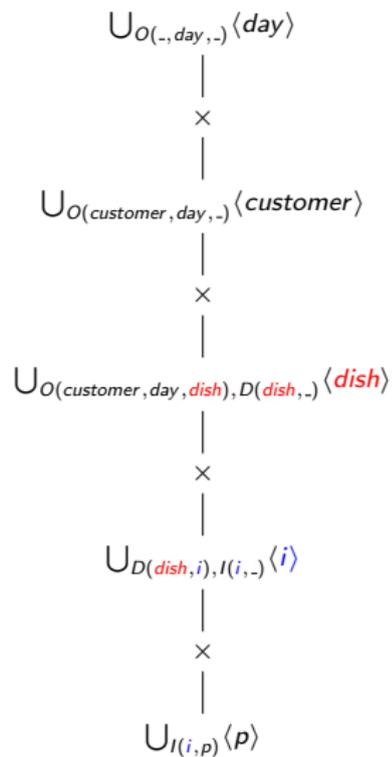 ⋃_{O(_,day,_)}⟨day⟩
×
⋃_{O(customer,day,_)}⟨customer⟩
×
⋃_{O(customer,day,dish),D(dish,_)}⟨dish⟩
×
⋃_{D(dish,i),I(i,_)}⟨i⟩
×
⋃_{I(i,p)}⟨p⟩